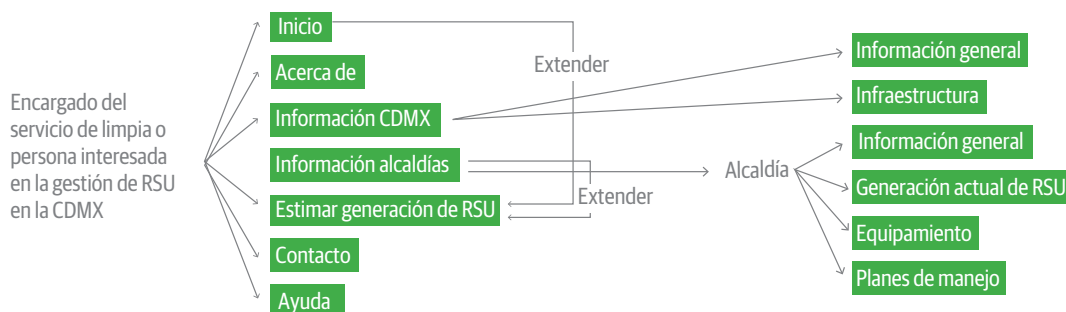 Encargado del
servicio de limpia o
persona interesada
en la gestión de RSU
en la CDMX
Inicio
Acerca de
Información CDMX
Información alcaldías
Estimar generación de RSU
Contacto
Ayuda
Extender
Extender
Alcaldía
Información general
Infraestructura
Información general
Generación actual de RSU
Equipamiento
Planes de manejo